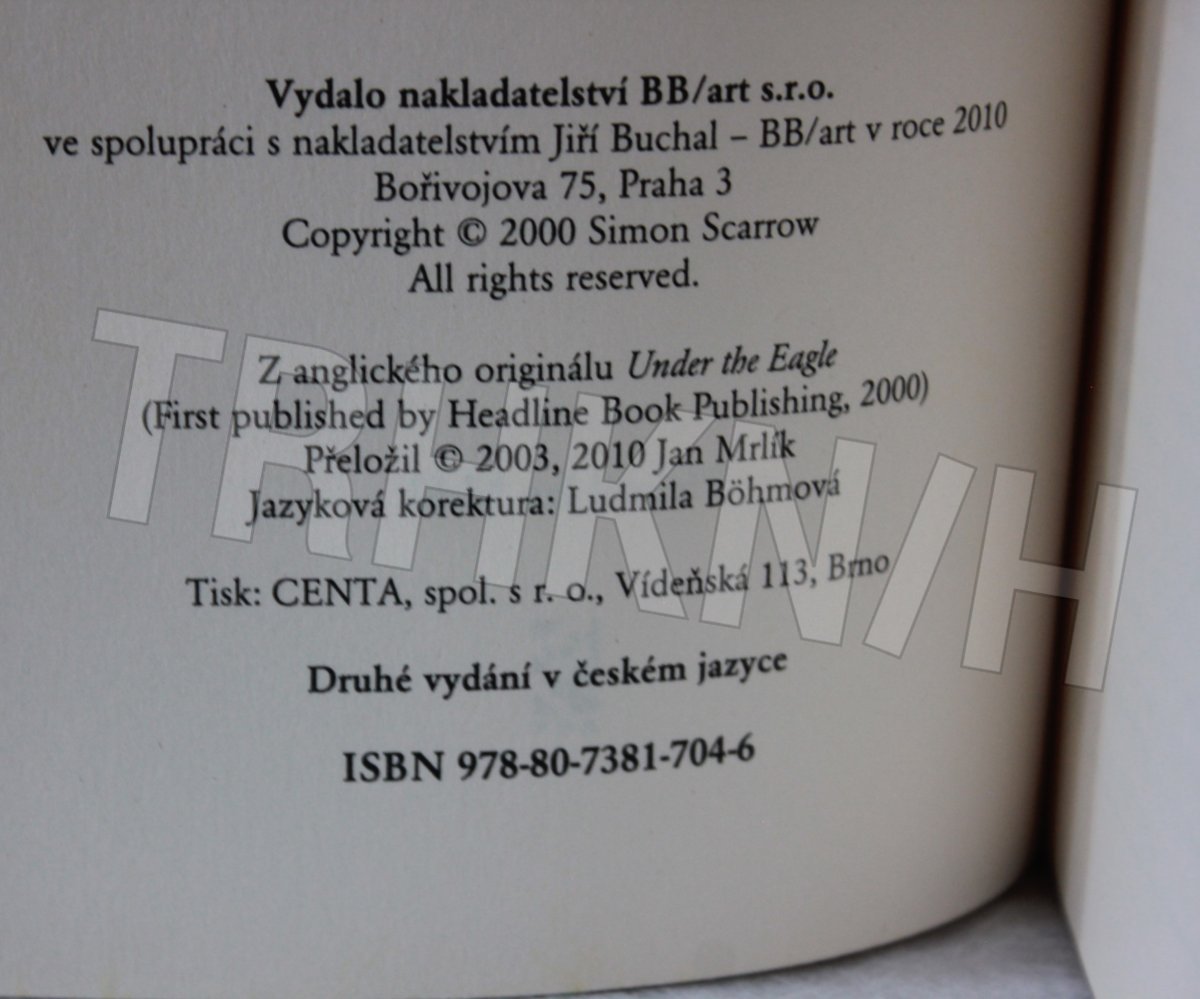 Vydalo nakladatelství BB/art s.r.o.
ve spolupráci s nakladatelstvím Jiří Buchal – BB/art v roce 2010
Bořivojova 75, Praha 3
Copyright © 2000 Simon Scarrow
All rights reserved.
Z anglického originálu Under the Eagle
(First published by Headline Book Publishing, 2000)
Přeložil © 2003, 2010 Jan Mrlík
Jazyková korektura: Ludmila Böhmová
Tisk: CENTA, spol. s r. o., Vídeňská 113, Brno
Druhé vydání v českém jazyce
ISBN 978-80-7381-704-6
TRHKN/H